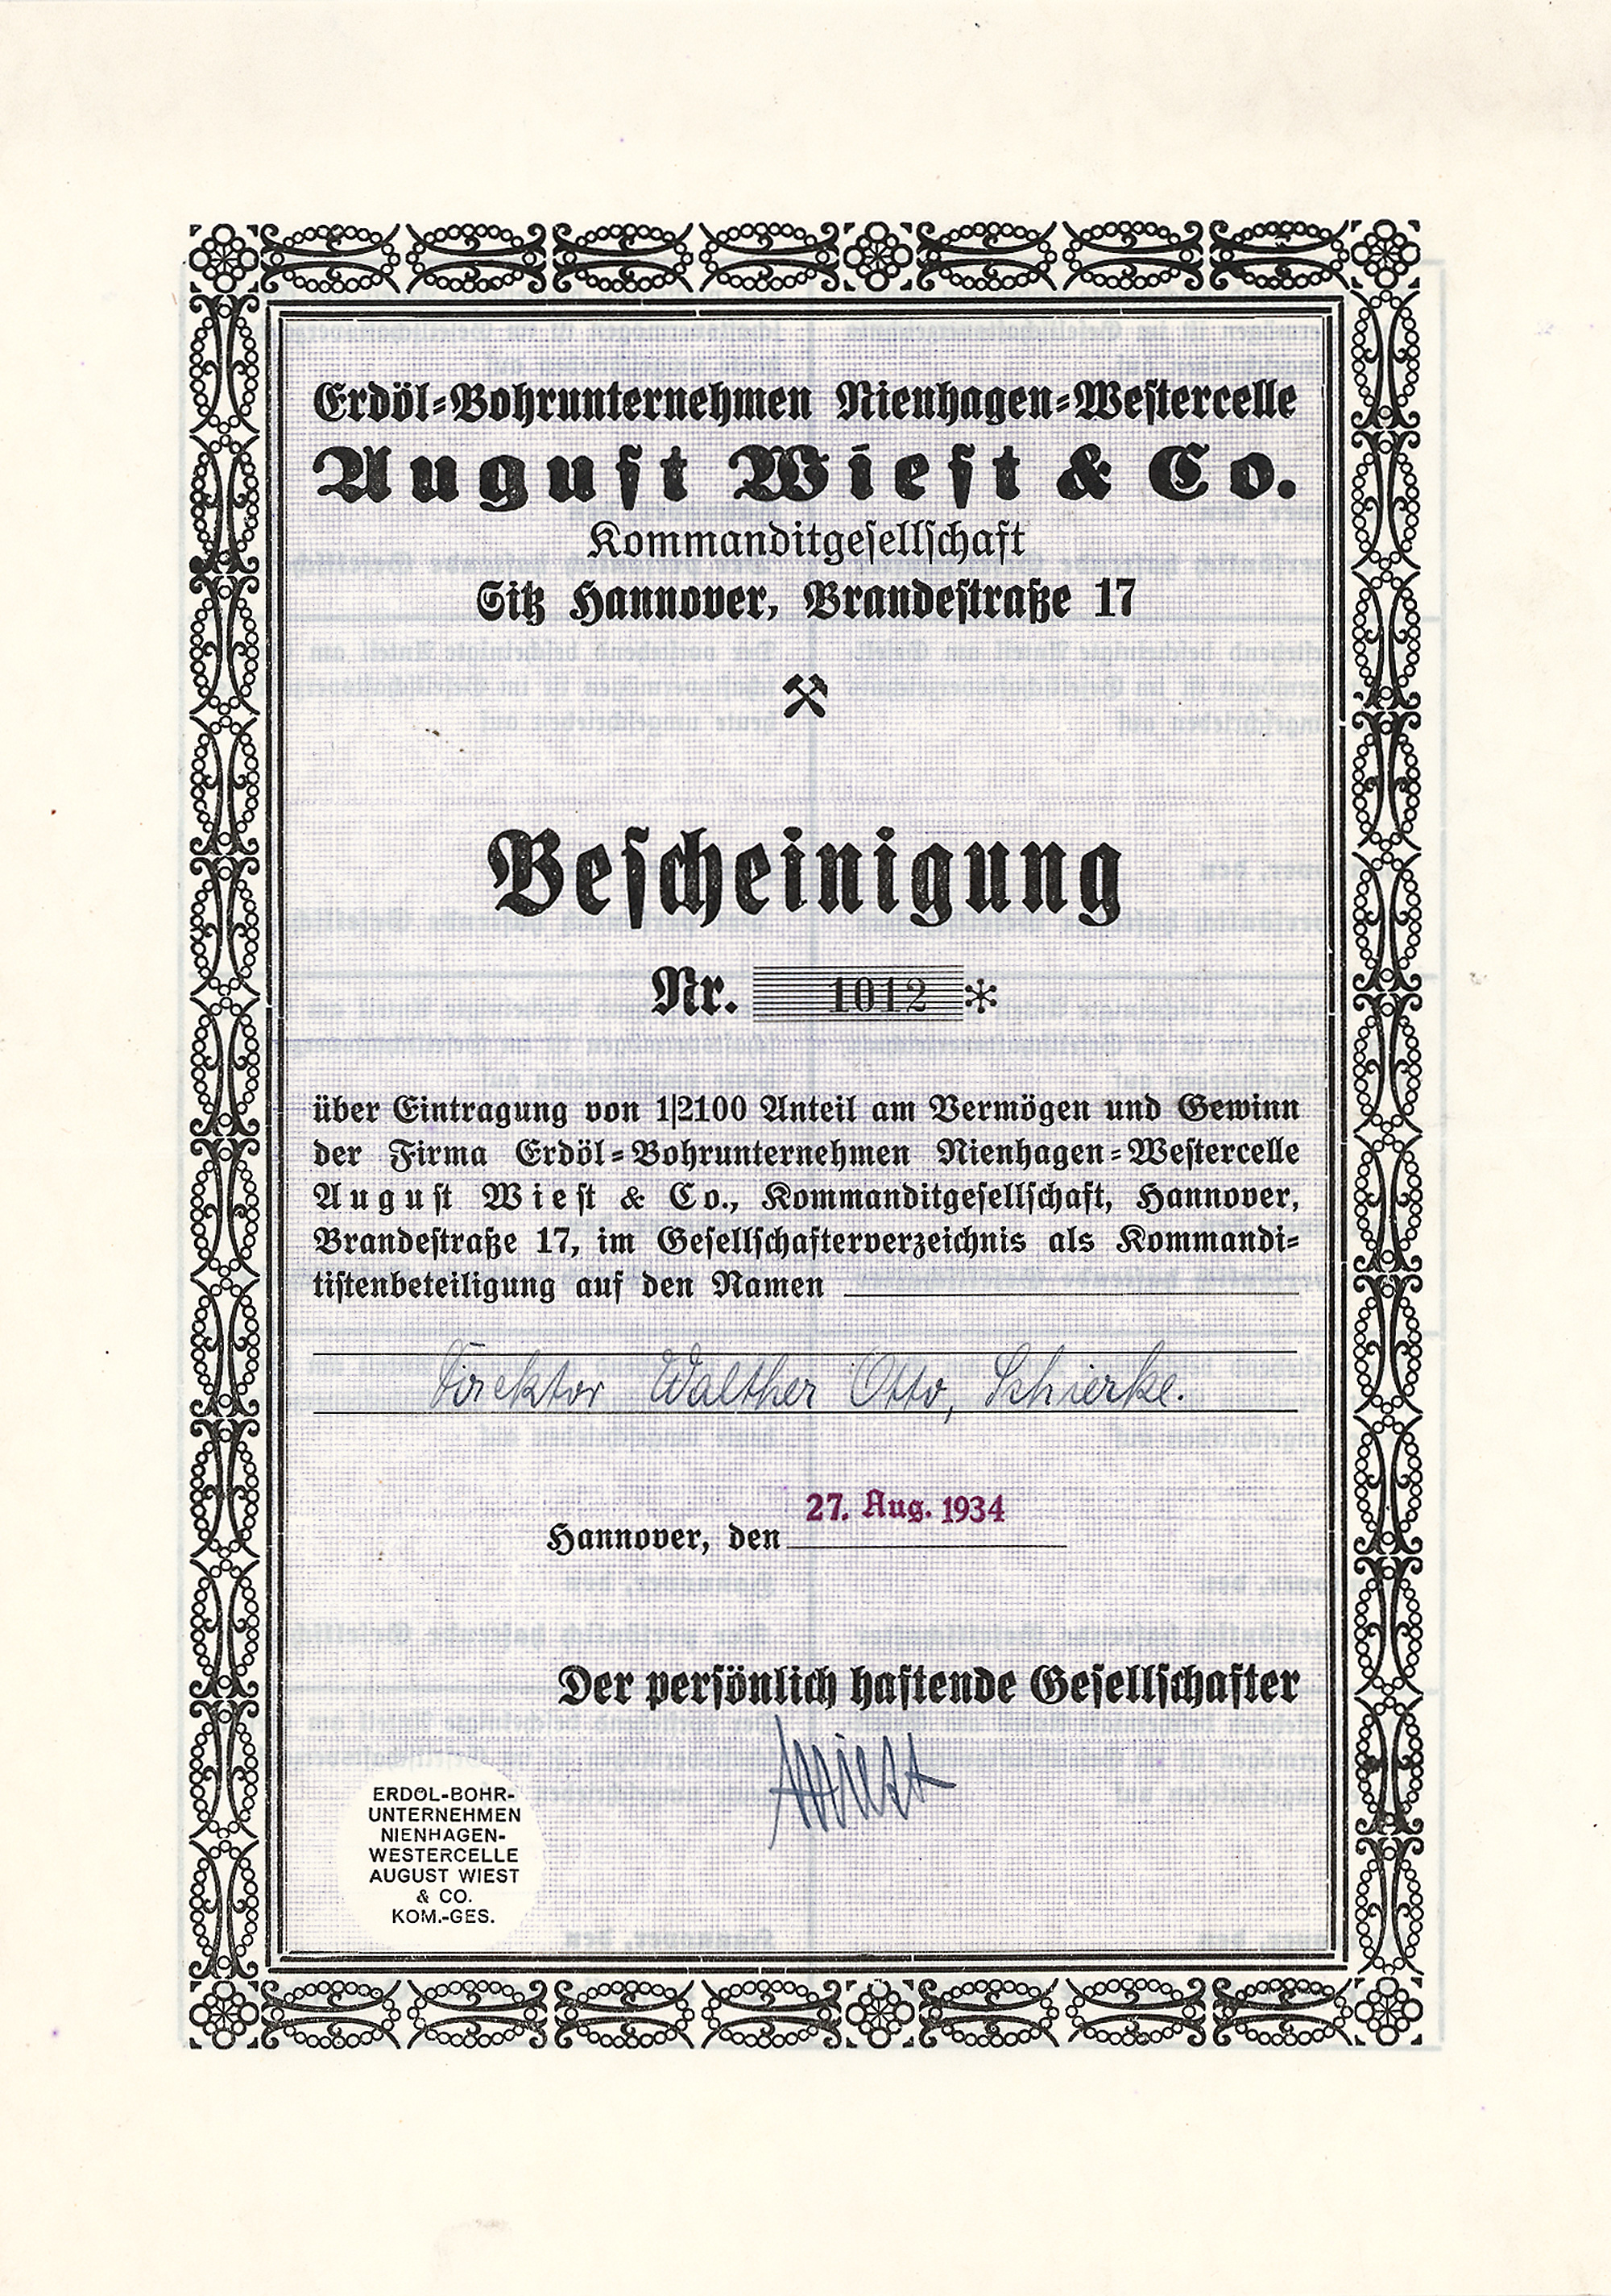 Erdöl=Bohrunternehmen Nienhagen=Westercelle
August Wiest & Co.
Kommanditgesellschaft
Sitz Hannover, Brandestraße 17
Bescheinigung
Nr. 1012 *
über Eintragung von 1|2100 Anteil am Vermögen und Gewinn
der Firma Erdöl=Bohrunternehmen Nienhagen=Westercelle
August Wiest & Co., Kommanditgesellschaft, Hannover,
Brandestraße 17, im Gesellschafterverzeichnis als Kommandi=
tistenbeteiligung auf den Namen
Direktor Walther Otto, Schierke.
27. Aug. 1934
Hannover, den
Der persönlich haftende Gesellschafter
AWiest
ERDÖL-BOHR-
UNTERNEHMEN
NIENHAGEN-
WESTERCELLE
AUGUST WIEST
& CO.
KOM.-GES.